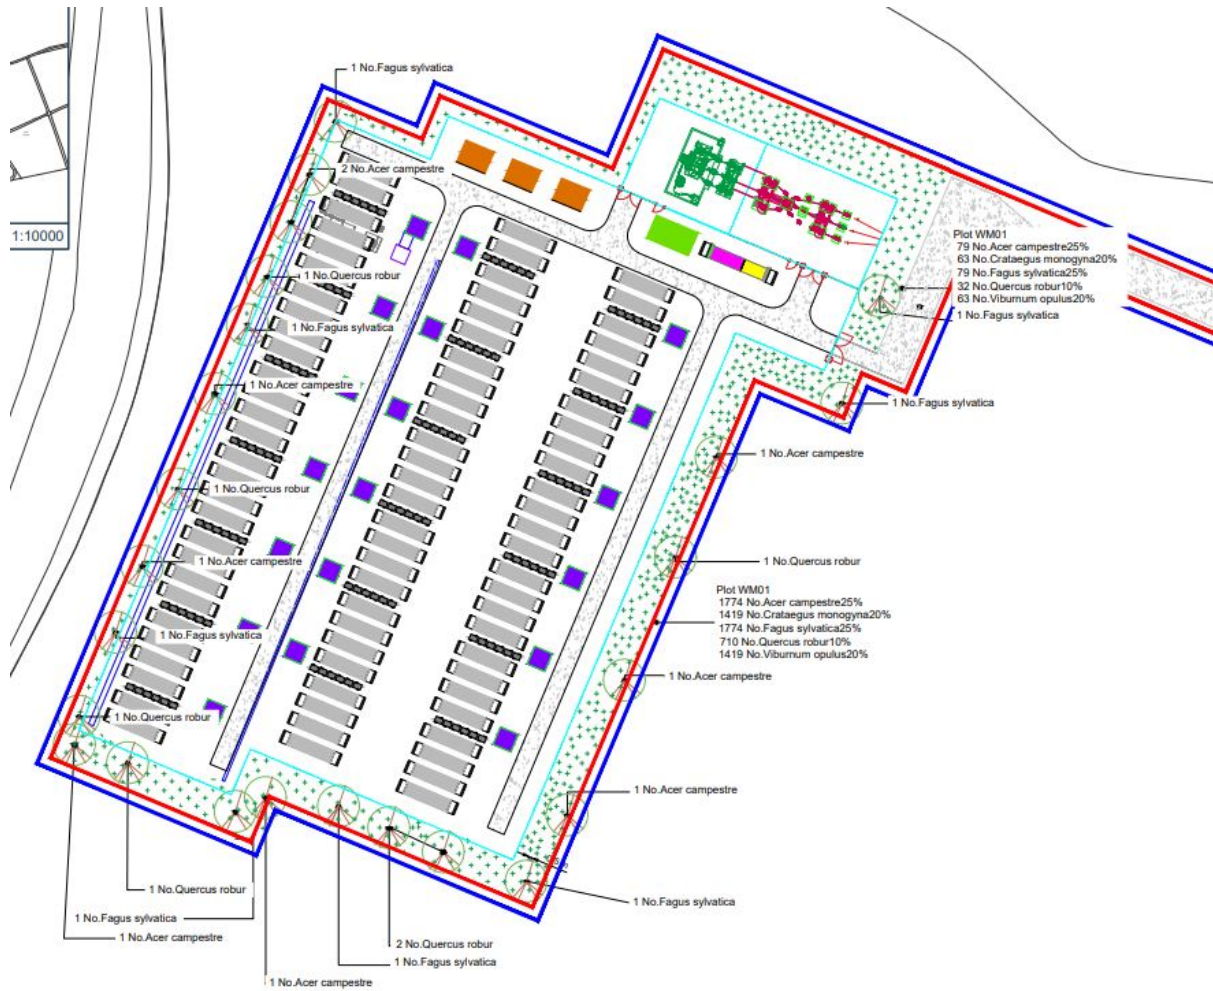 1 No.Fagus sylvatica
2 No.Acer campestre
1:10000
Plot WM01
79 No.Acer campestre25%
63 No.Crataegus monogyna20%
79 No.Fagus sylvatica25%
32 No.Quercus robur10%
63 No.Viburnum opulus20%
1 No.Quercus robur
1 No.Fagus sylvatica
1 No.Fagus sylvatica
1 No.Acer campestre
1 No.Fagus sylvatica
1 No.Acer campestre
1 No.Quercus robur
1 No.Acer campestre
1 No.Quercus robur
Plot WM01
1774 No.Acer campestre25%
1419 No.Crataegus monogyna20%
1774 No.Fagus sylvatica25%
710 No.Quercus robur10%
1419 No.Viburnum opulus20%
1 No.Fagus sylvatica
1 No.Acer campestre
1 No.Quercus robur
1 No.Acer campestre
1 No.Quercus robur
1 No.Fagus sylvatica
1 No.Fagus sylvatica
1 No.Acer campestre
2 No.Quercus robur
1 No.Fagus sylvatica
1 No.Acer campestre